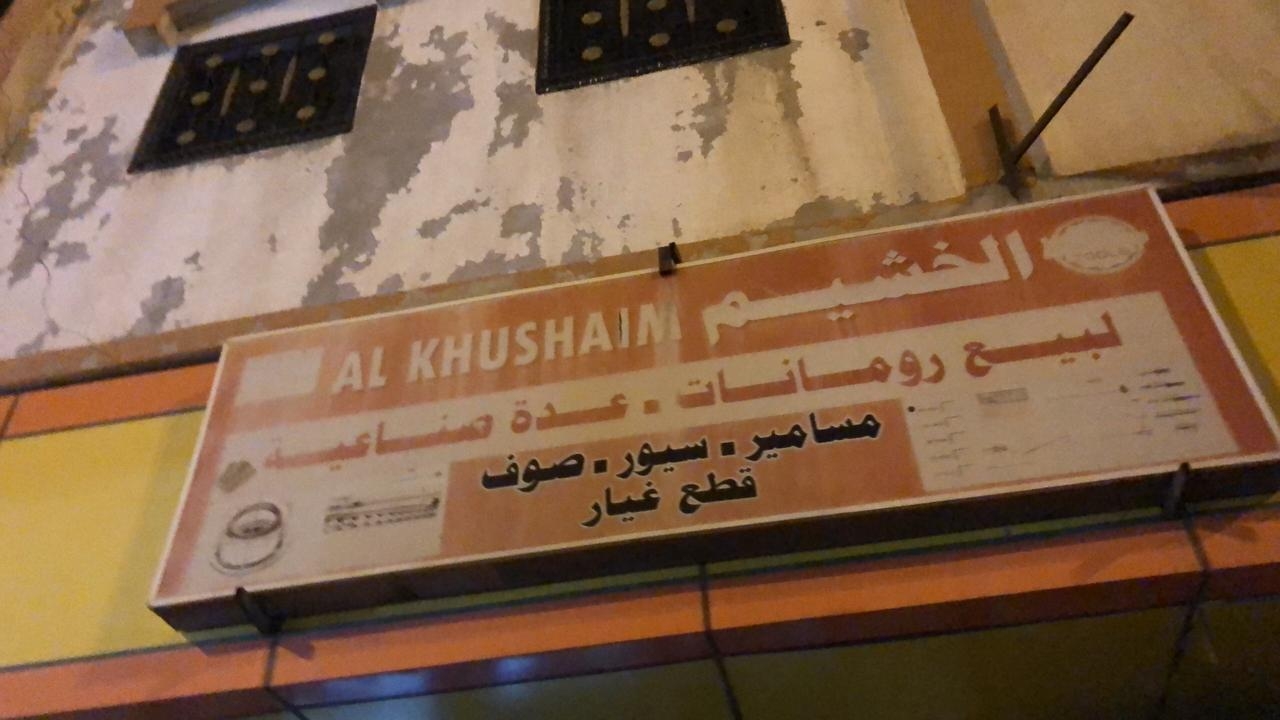 الخشيم AL KHUSHAIM
لبيع رومانات . عدة صناعية
مسامير . سيور . صوف
قطع غيار